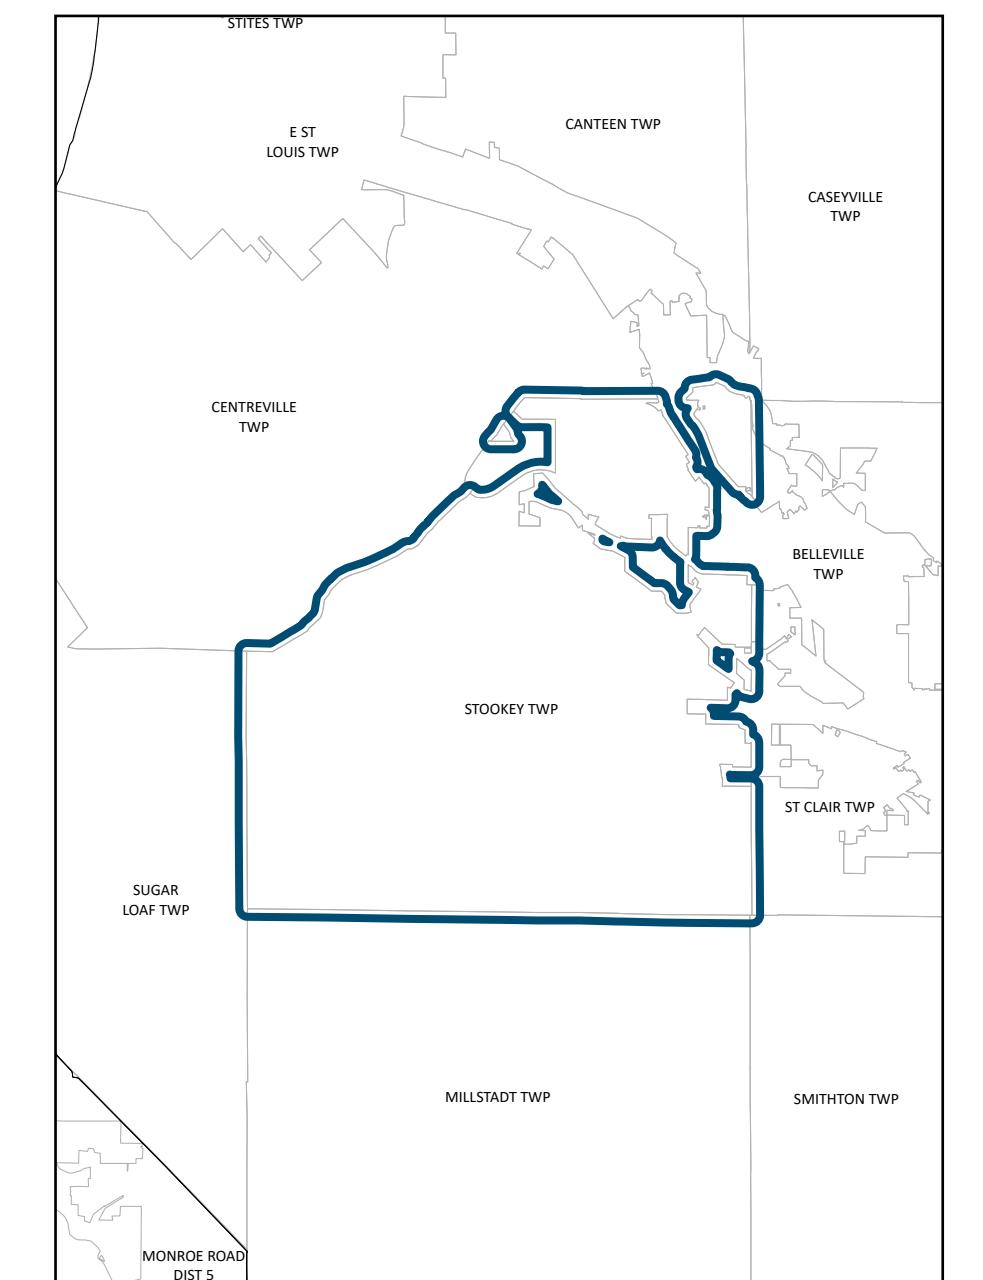 STITES TWP
CANTEEN TWP
E ST
LOUIS TWP
CASEYVILLE
TWP
CENTREVILLE
TWP
BELLEVILLE
TWP
STOOKEY TWP
ST CLAIR TWP
SUGAR
LOAF TWP
MILLSTADT TWP
SMITHTON TWP
MONROE ROAD
DIST 5